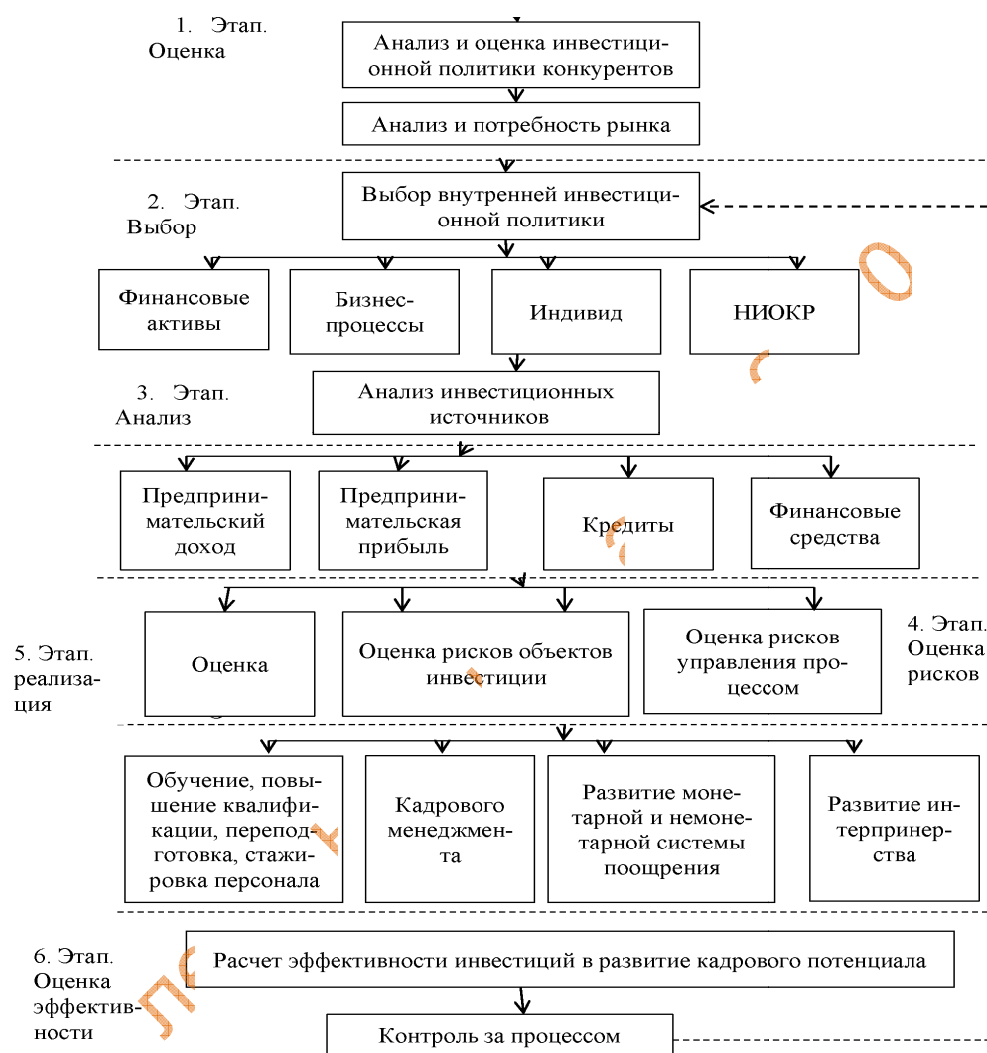 1. Этап.
Оценка
Анализ и оценка инвестици-
онной политики конкурентов
Анализ и потребность рынка
2. Этап.
Выбор
Выбор внутренней инвестици-
онной политики
Финансовые
активы
Бизнес-
процессы
Индивид
НИОКР
3. Этап.
Анализ
Анализ инвестиционных
источников
Предприни-
мательский
доход
Предприни-
мательская
прибыль
Кредиты
Финансовые
средства
5. Этап.
реализа-
ция
Оценка
Оценка рисков объектов
инвестиции
Оценка рисков
управления про-
цессом
4. Этап.
Оценка
рисков
Обучение, повы-
шение квалифи-
кации, перепод-
готовка, стажи-
ровка персонала
Кадрового
менеджмен-
та
Развитие моне-
тарной и немоне-
тарной системы
поощрения
Развитие ин-
терпринер-
ства
6. Этап.
Оценка
эффектив-
ности
Расчет эффективности инвестиций в развитие кадрового потенциала
Контроль за процессом